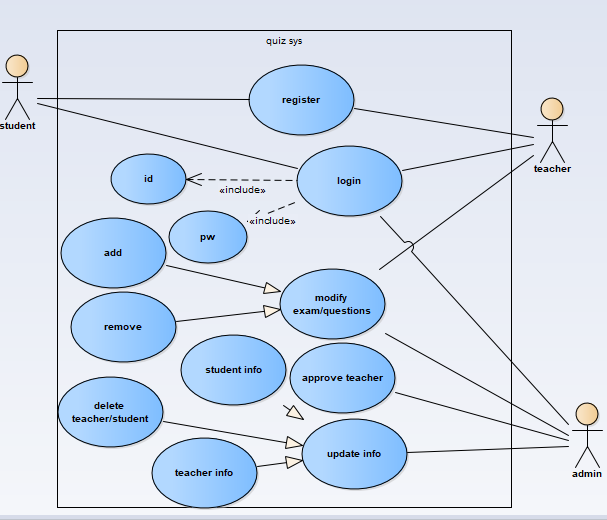 quiz sys
register
student
teacher
login
id
«include»
«include»
pw
add
modify
exam/questions
remove
student info
approve teacher
delete
teacher/student
update info
teacher info
admin